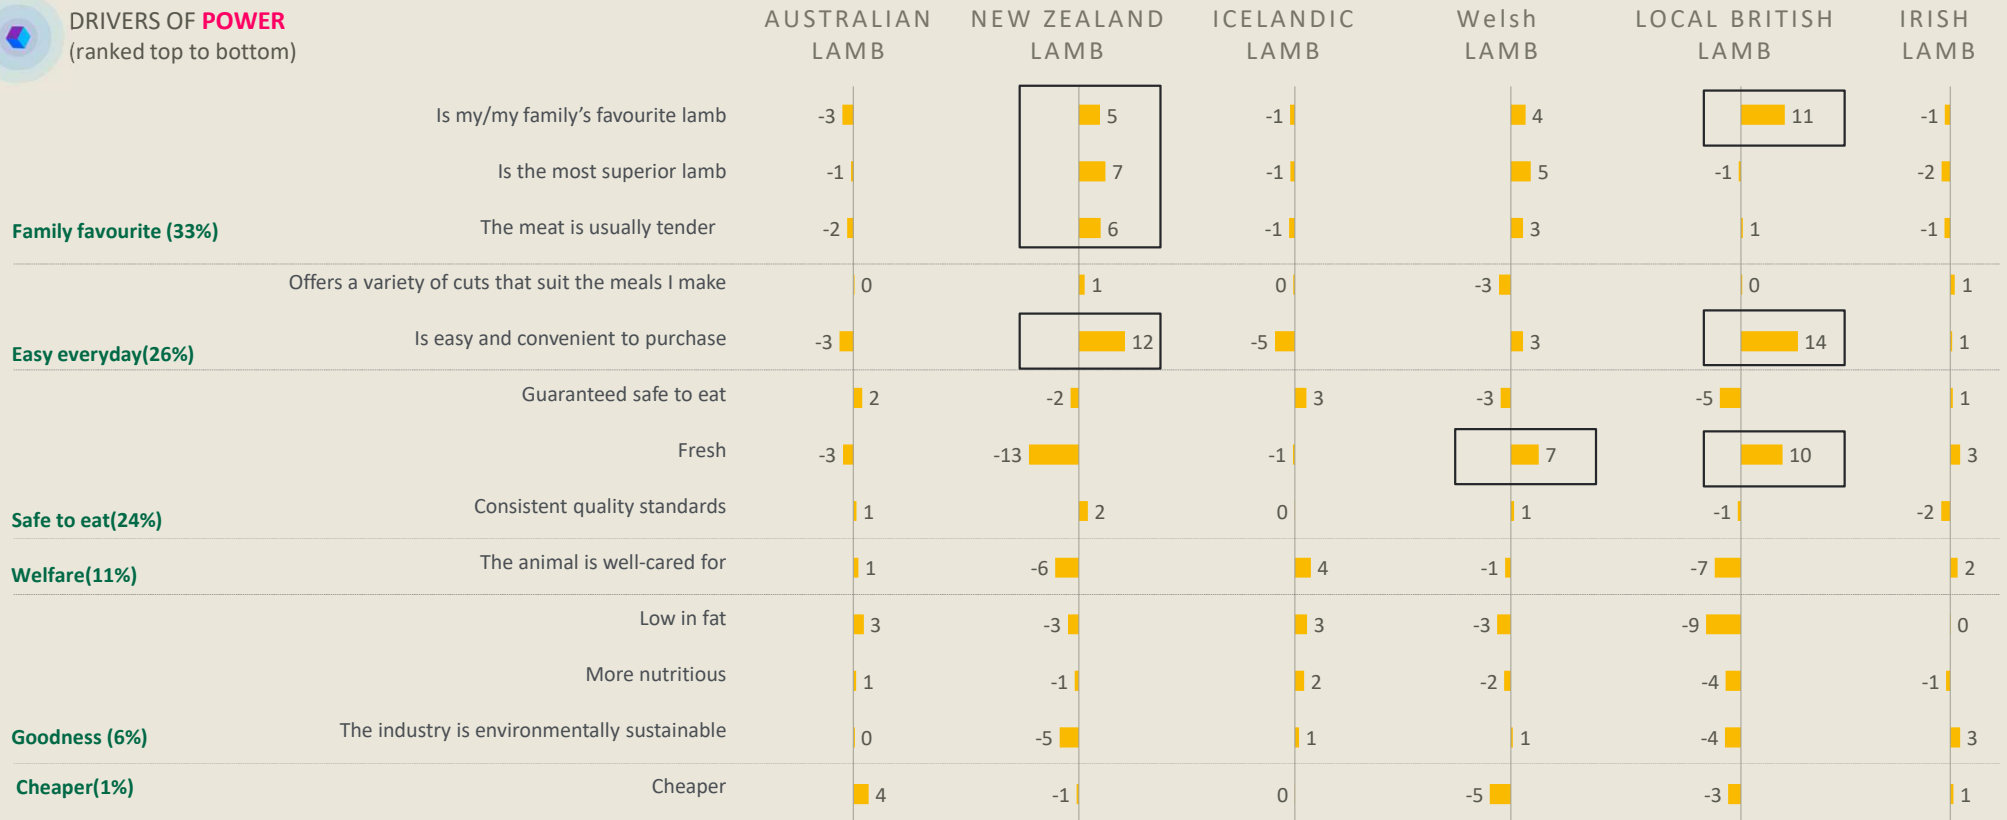 DRIVERS OF POWER
(ranked top to bottom)
AUSTRALIAN LAMB
NEW ZEALAND LAMB
ICELANDIC LAMB
Welsh LAMB
LOCAL BRITISH LAMB
IRISH LAMB
Is my/my family's favourite lamb -3 5 -1 4 11 -1
Is the most superior lamb -1 7 -1 5 -1 -2
Family favourite (33%) The meat is usually tender -2 6 -1 3 1 -1
Offers a variety of cuts that suit the meals I make 0 1 0 -3 0 1
Easy everyday(26%) Is easy and convenient to purchase -3 12 -5 3 14 1
Guaranteed safe to eat 2 -2 3 -3 -5 1
Fresh -3 -13 -1 7 10 3
Safe to eat(24%) Consistent quality standards 1 2 0 1 -1 -2
Welfare(11%) The animal is well-cared for 1 -6 4 -1 -7 2
Low in fat 3 -3 3 -3 -9 0
More nutritious 1 -1 2 -2 -4 -1
Goodness (6%) The industry is environmentally sustainable 0 -5 1 1 -4 3
Cheaper(1%) Cheaper 4 -1 0 -5 -3 1